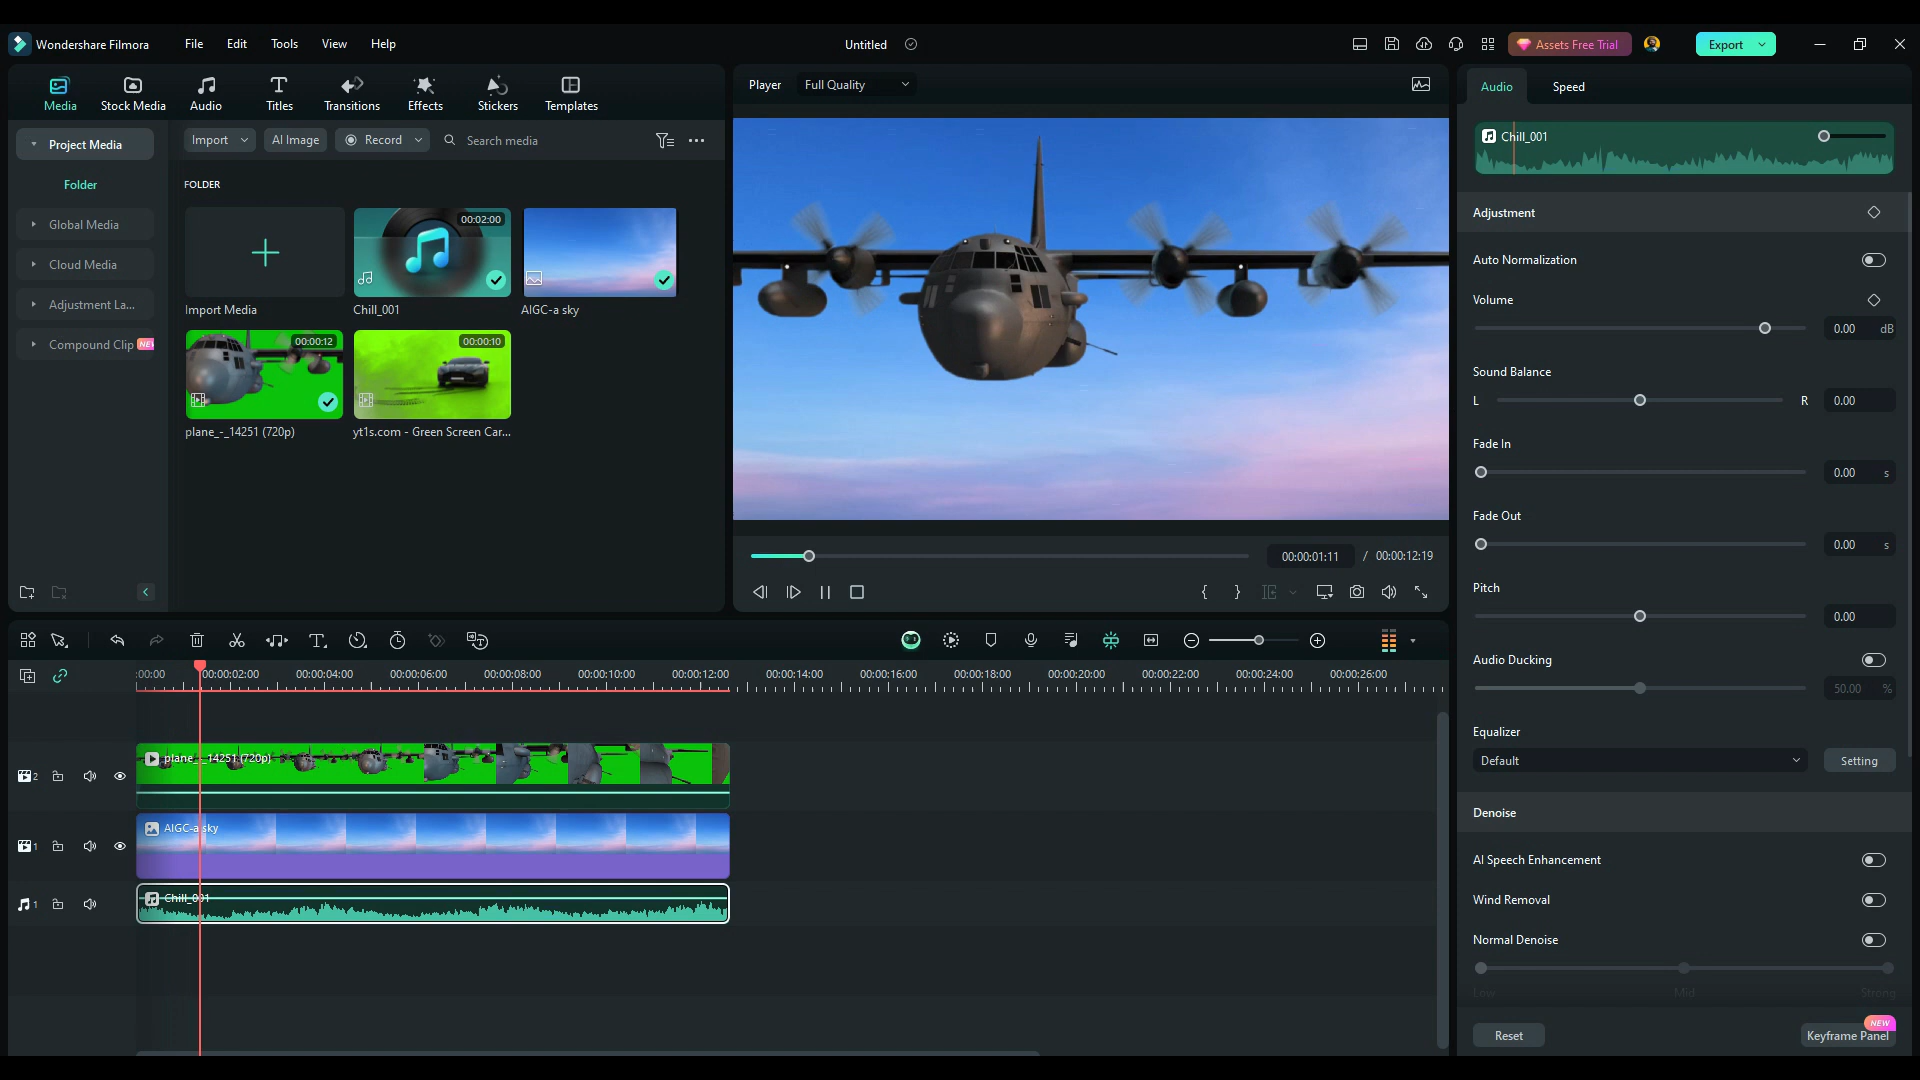 Wondershare Filmora
File
Edit
Tools
View
Help
Untitled
Assets Free Trial
Export
Media
Stock Media
Audio
Titles
Transitions
Effects
Stickers
Templates
Project Media
Folder
Global Media
Cloud Media
Adjustment La...
Compound Clip NEW
Import
AI Image
Record
Search media
FOLDER
Import Media
00:02:00
Chill_001
AIGC-a sky
00:00:12
plane_-_14251 (720p)
00:00:10
yt1s.com - Green Screen Car...
Player
Full Quality
00:00:01:11 / 00:00:12:19
Audio
Speed
Chill_001
Adjustment
Auto Normalization
Volume
0.00 dB
Sound Balance
L R 0.00
Fade In
0.00 s
Fade Out
0.00 s
Pitch
0.00
Audio Ducking
50.00 %
Equalizer
Default
Setting
Denoise
AI Speech Enhancement
Wind Removal
Normal Denoise
Low Mid Strong
Reset
NEW
Keyframe Panel
:00:00 00:00:02:00 00:00:04:00 00:00:06:00 00:00:08:00 00:00:10:00 00:00:12:00 00:00:14:00 00:00:16:00 00:00:18:00 00:00:20:00 00:00:22:00 00:00:24:00 00:00:26:00
2
plane_-_14251 (720p)
1
AIGC-a sky
1
Chill_001